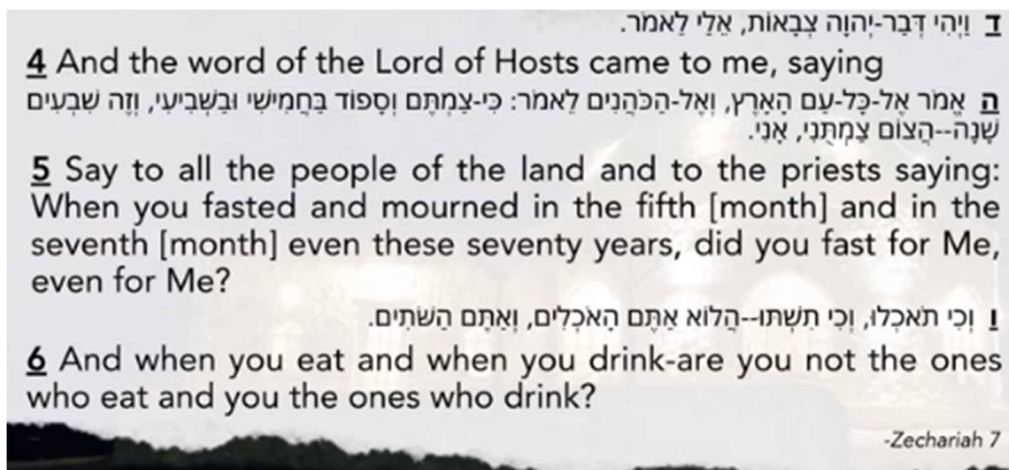 ד וַיְהִי דְּבַר-יְהוָה צְבָאוֹת, אֵלַי לֵאמֹר.
4 And the word of the Lord of Hosts came to me, saying
ה אֱמֹר אֶל-כָּל-עַם הָאָרֶץ, וְאֶל-הַכֹּהֲנִים לֵאמֹר: כִּי-צַמְתֶּם וְסָפוֹד בַּחֲמִישִׁי וּבַשְּׁבִיעִי, וְזֶה שִׁבְעִים
שָׁנָה--הֲצוֹם צַמְתֻּנִי, אָנִי.
5 Say to all the people of the land and to the priests saying:
When you fasted and mourned in the fifth [month] and in the
seventh [month] even these seventy years, did you fast for Me,
even for Me?
ו וְכִי תֹאכְלוּ, וְכִי תִשְׁתּוּ--הֲלוֹא אַתֶּם הָאֹכְלִים, וְאַתֶּם הַשֹּׁתִים.
6 And when you eat and when you drink-are you not the ones
who eat and you the ones who drink?
-Zechariah 7